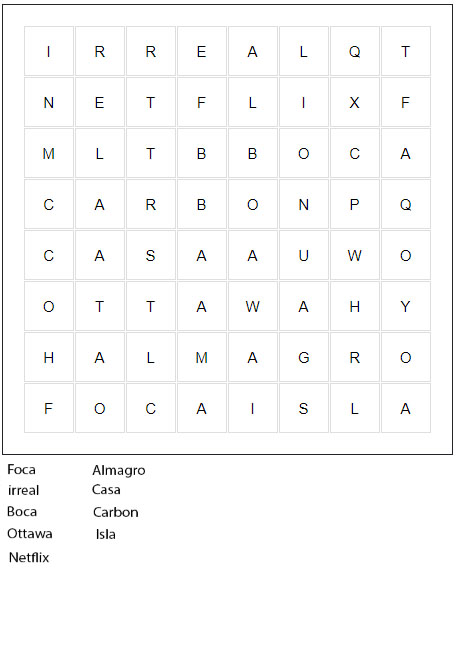 I R R E A L Q T
N E T F L I X F
M L T B B O C A
C A R B O N P Q
C A S A A U W O
O T T A W A H Y
H A L M A G R O
F O C A I S L A
Foca Almagro
irreal Casa
Boca Carbon
Ottawa Isla
Netflix